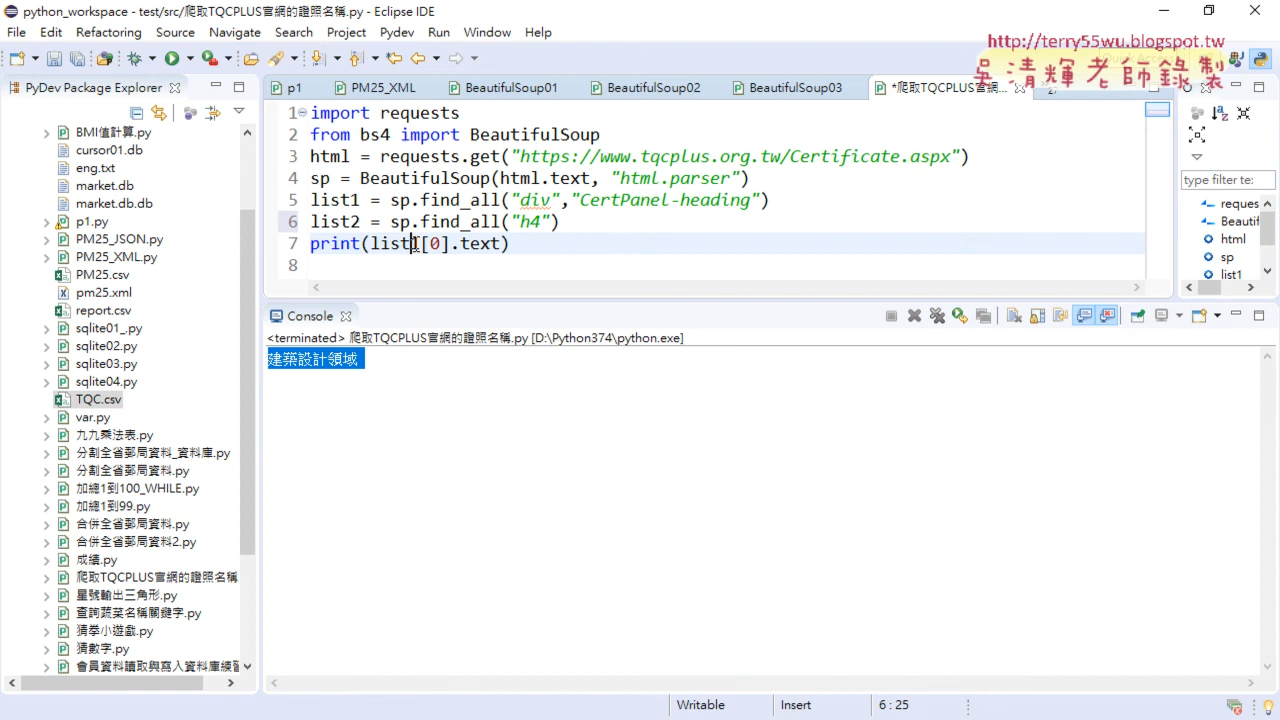 python_workspace - test/src/爬取TQCPLUS官網的證照名稱.py - Eclipse IDE
File Edit Refactoring Source Navigate Search Project Pydev Run Window Help
http://terry55wu.blogspot.tw
吳清輝老師錄製
PyDev Package Explorer
p1 PM25_XML BeautifulSoup01 BeautifulSoup02 BeautifulSoup03 *爬取TQCPLUS官網的...
BMI值計算.py
cursor01.db
eng.txt
market.db
market.db.db
p1.py
PM25_JSON.py
PM25_XML.py
PM25.csv
pm25.xml
report.csv
sqlite01_.py
sqlite02.py
sqlite03.py
sqlite04.py
TQC.csv
var.py
九九乘法表.py
分割全省郵局資料_資料庫.py
分割全省郵局資料.py
加總1到100_WHILE.py
加總1到99.py
合併全省郵局資料.py
合併全省郵局資料2.py
成績.py
爬取TQCPLUS官網的證照名稱
星號輸出三角形.py
查詢蔬菜名稱關鍵字.py
猜拳小遊戲.py
猜數字.py
會員資料讀取與寫入資料庫練習
1 import requests
2 from bs4 import BeautifulSoup
3 html = requests.get("https://www.tqcplus.org.tw/Certificate.aspx")
4 sp = BeautifulSoup(html.text, "html.parser")
5 list1 = sp.find_all("div","CertPanel-heading")
6 list2 = sp.find_all("h4")
7 print(list1[0].text)
8
type filter te:
reques
Beautif
html
sp
list1
Console
<terminated> 爬取TQCPLUS官網的證照名稱.py [D:\Python374\python.exe]
建築設計領域
Writable Insert 6 : 25